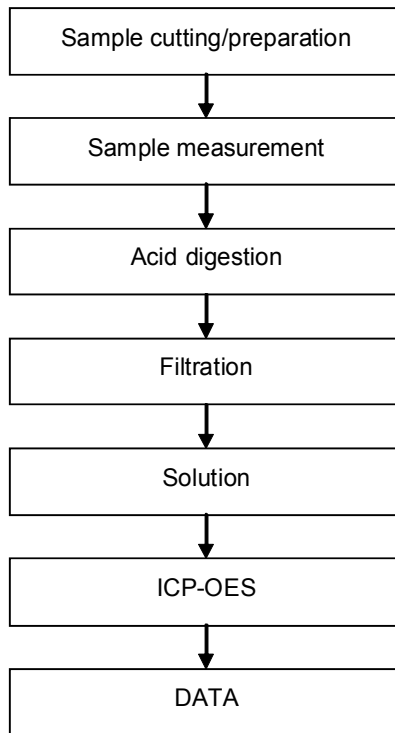 Sample cutting/preparation
Sample measurement
Acid digestion
Filtration
Solution
ICP-OES
DATA